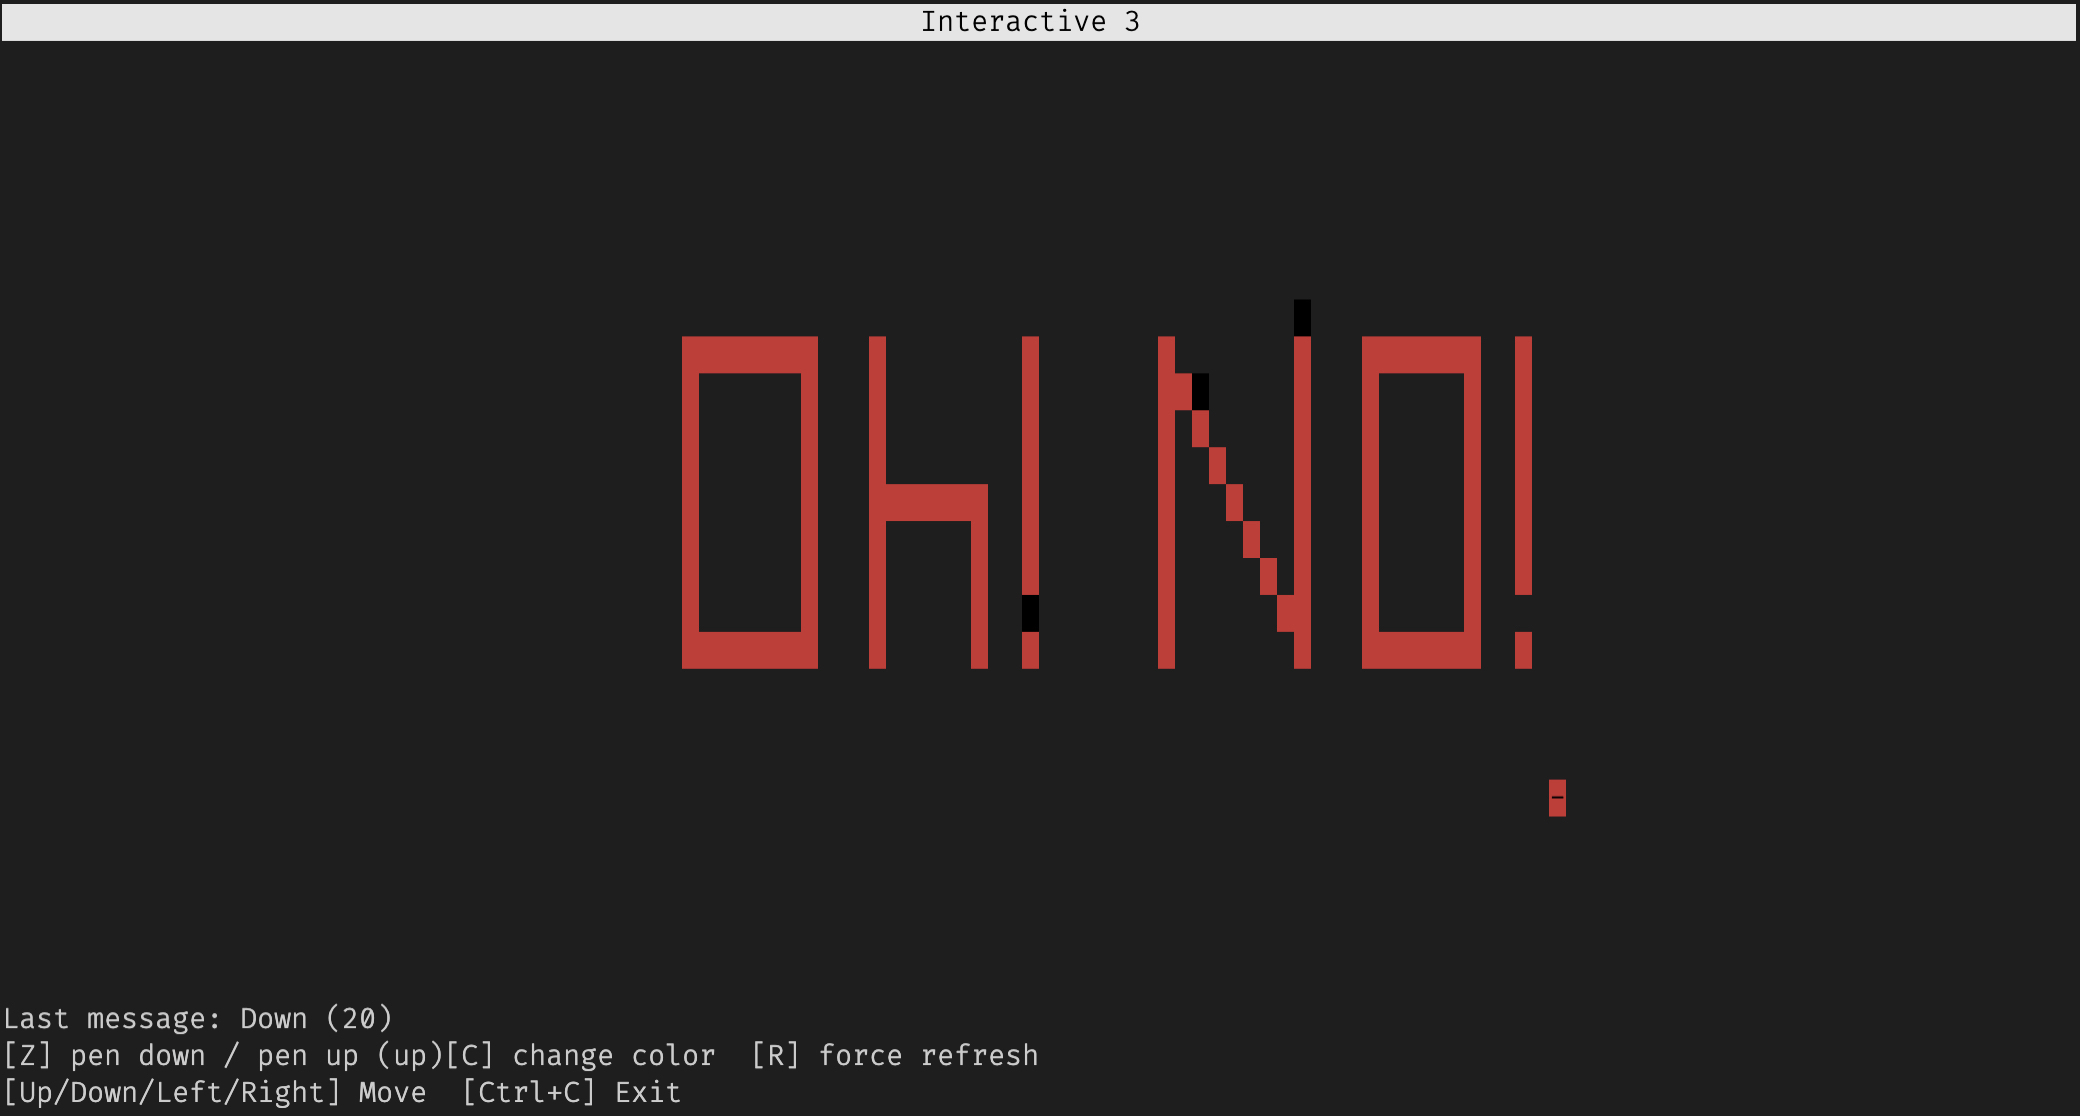 Interactive 3
Oh! NO!
-
Last message: Down (20)
[Z] pen down / pen up (up)[C] change color  [R] force refresh
[Up/Down/Left/Right] Move  [Ctrl+C] Exit